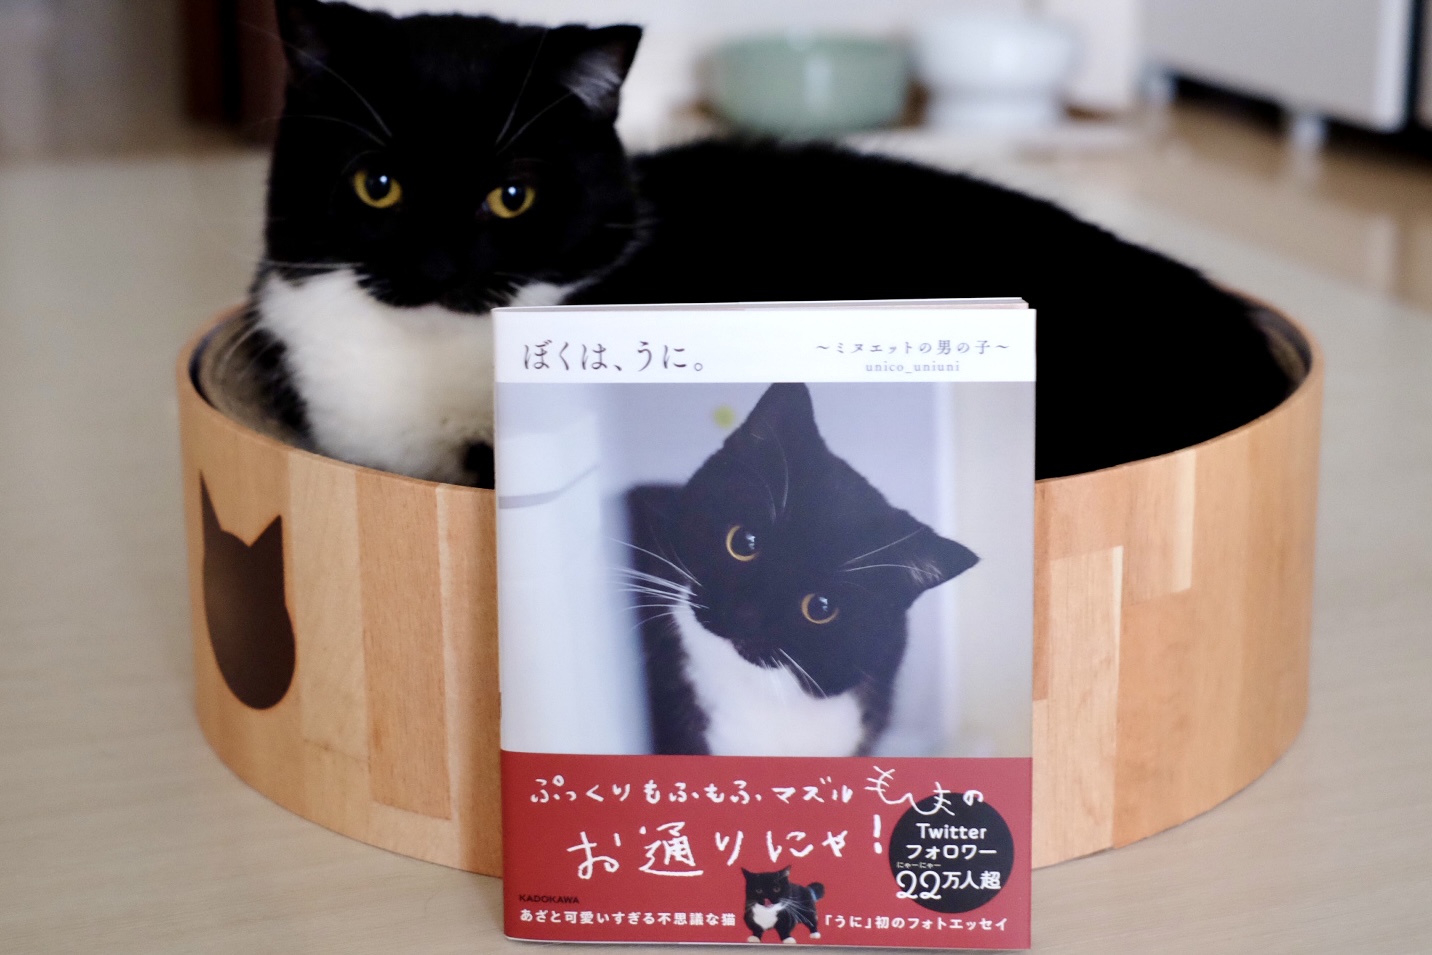 ぼくは、うに。
～ミヌエットの男の子～
unico_uniuni
ぷっくりもふもふ、マズル
の
お通りにゃ！
Twitter
フォロワー
にゃーにゃー
22万人超
KADOKAWA
あざと可愛いすぎる不思議な猫
「うに」初のフォトエッセイ